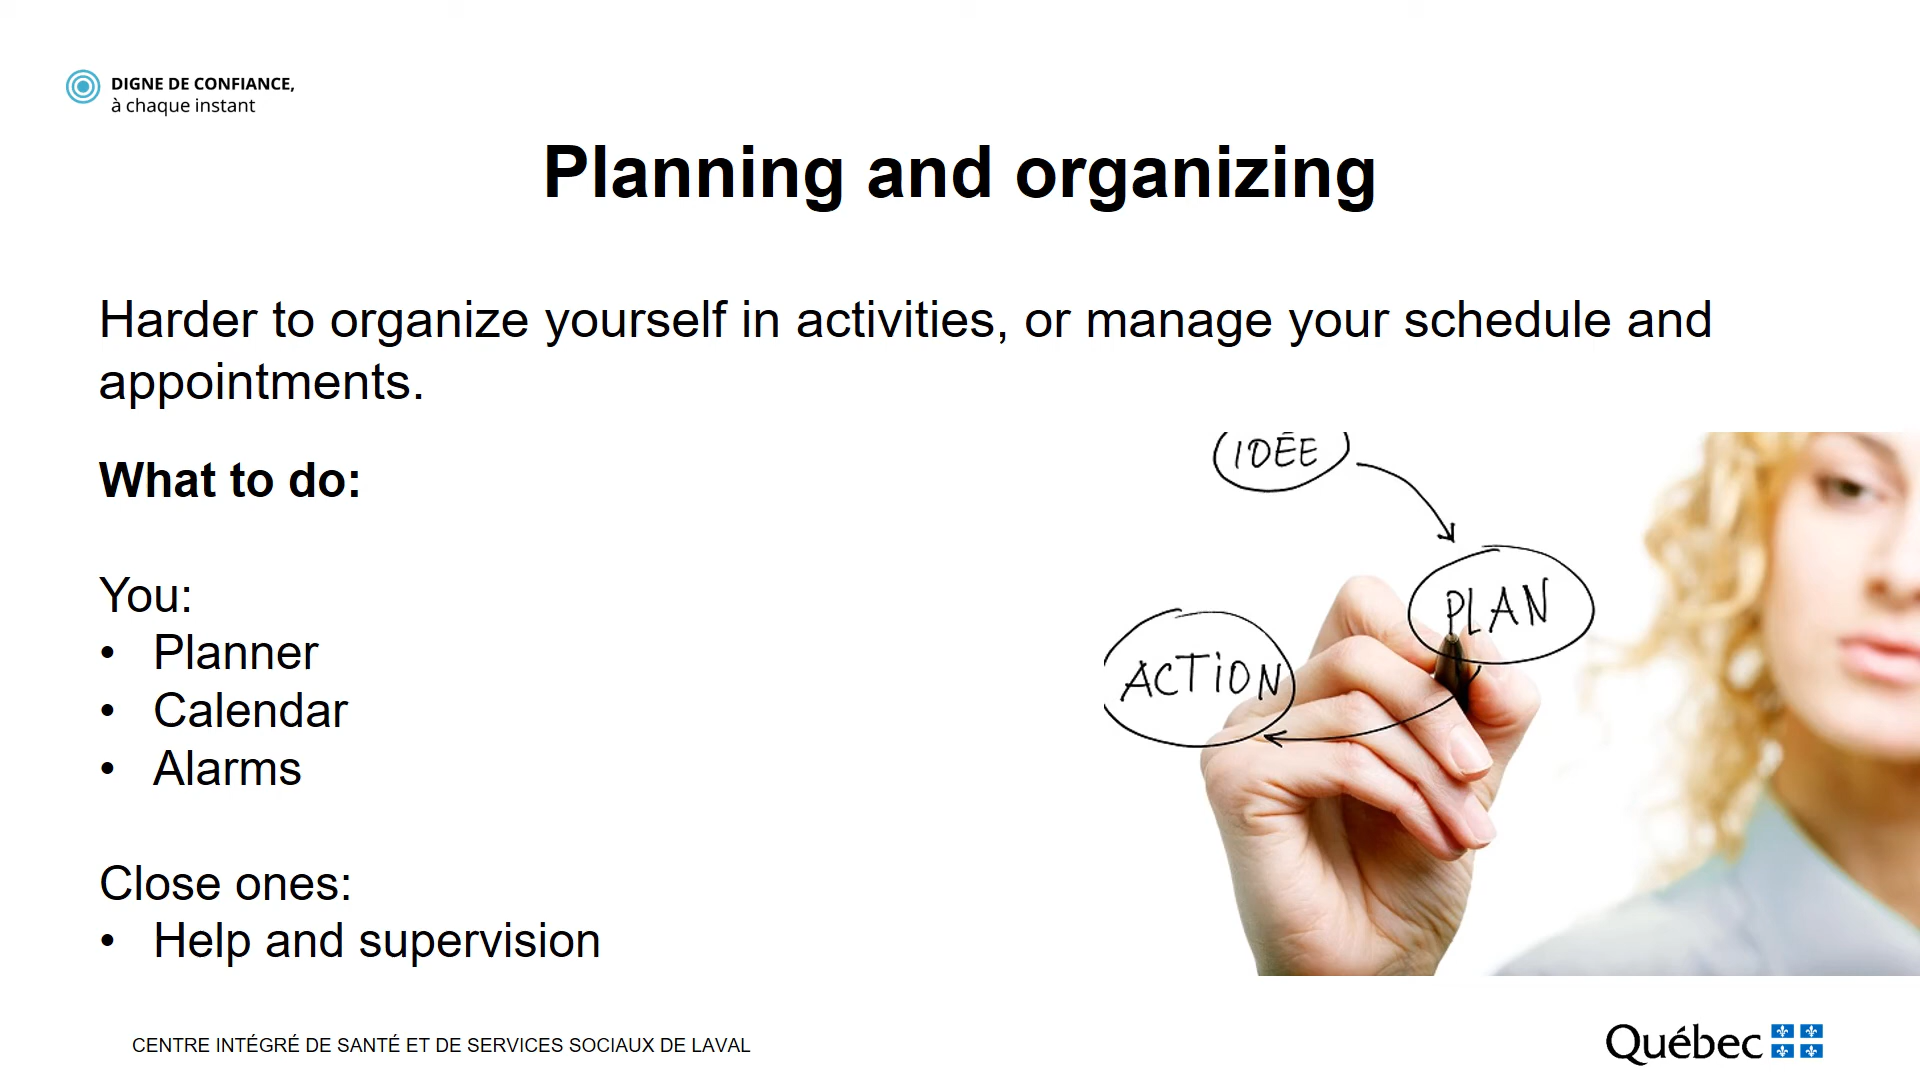 DIGNE DE CONFIANCE,
à chaque instant
Planning and organizing
Harder to organize yourself in activities, or manage your schedule and
appointments.
What to do:
You:
• Planner
• Calendar
• Alarms
Close ones:
• Help and supervision
IDÉE
PLAN
ACTION
CENTRE INTÉGRÉ DE SANTÉ ET DE SERVICES SOCIAUX DE LAVAL
Québec